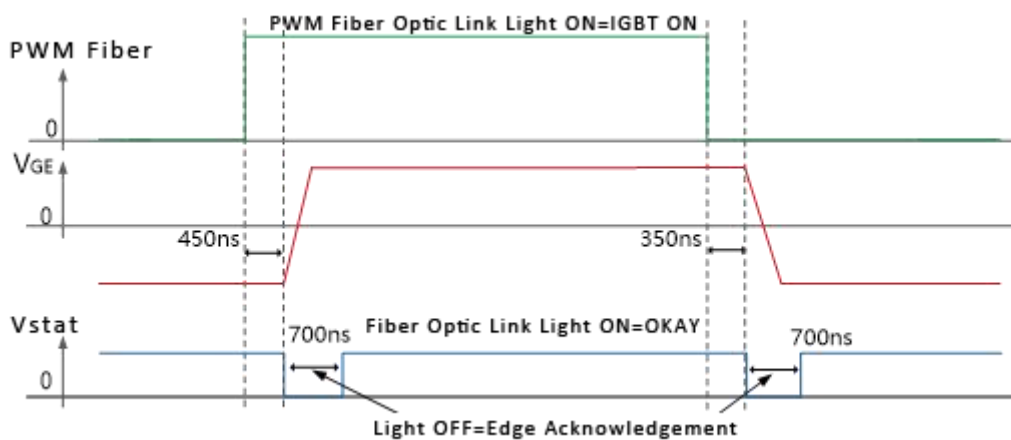 PWM Fiber Optic Link Light ON=IGBT ON
PWM Fiber
0
VGE
0
450ns
350ns
Vstat
700ns
Fiber Optic Link Light ON=OKAY
700ns
0
Light OFF=Edge Acknowledgement